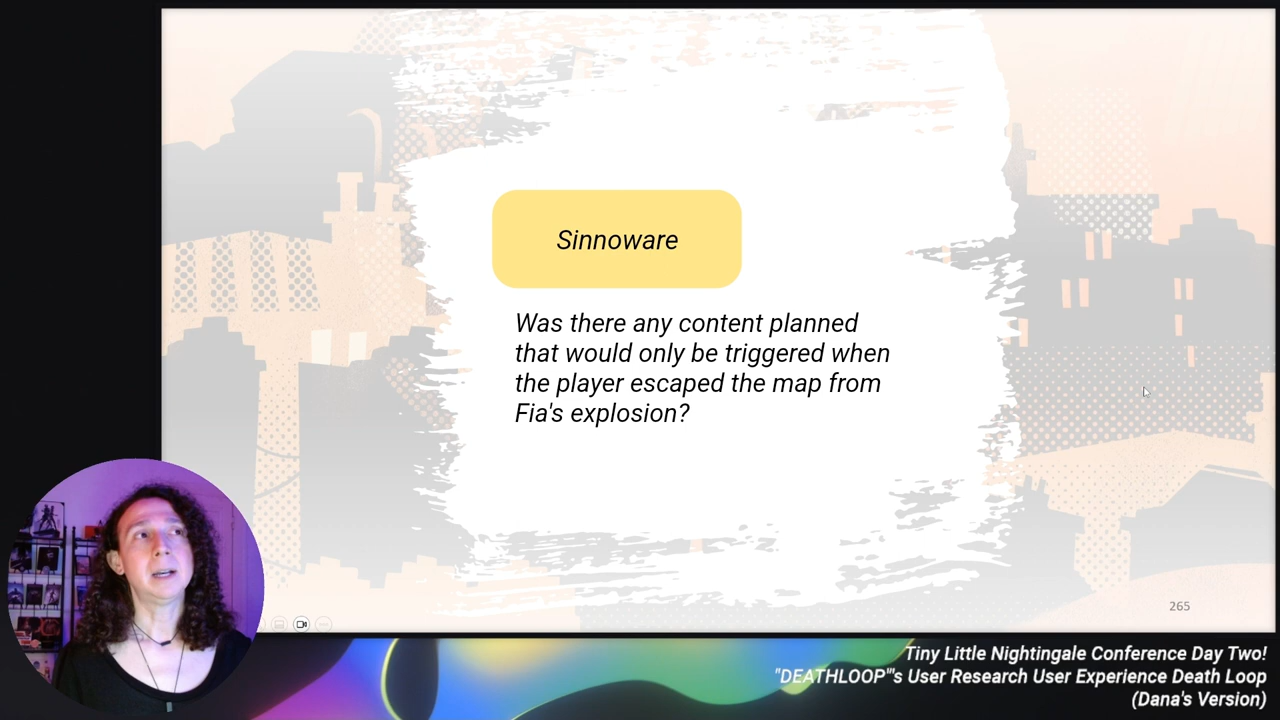 Sinnoware
Was there any content planned
that would only be triggered when
the player escaped the map from
Fia's explosion?
265
Tiny Little Nightingale Conference Day Two!
"DEATHLOOP"'s User Research User Experience Death Loop
(Dana's Version)